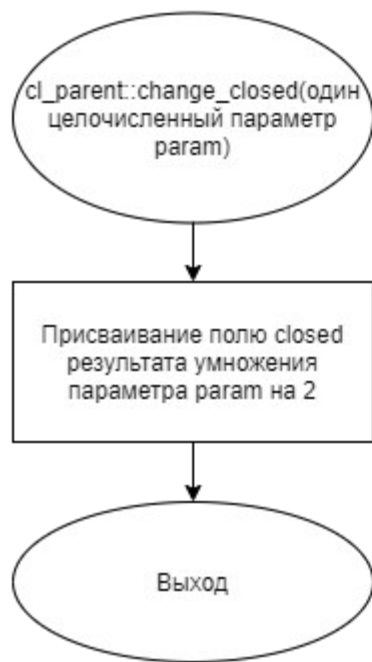 cl_parent::change_closed(один
целочисленный параметр
param)
Присваивание полю closed
результата умножения
параметра param на 2
Выход